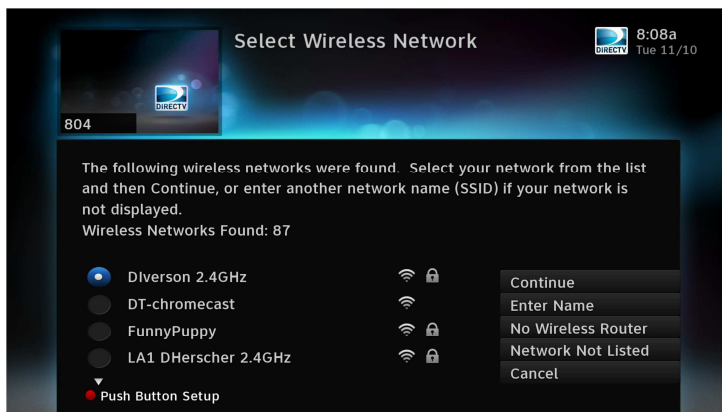 Select Wireless Network
DIRECTV
8:08a
Tue 11/10
DIRECTV
804
The following wireless networks were found. Select your network from the list
and then Continue, or enter another network name (SSID) if your network is
not displayed.
Wireless Networks Found: 87
DIverson 2.4GHz
DT-chromecast
FunnyPuppy
LA1 DHerscher 2.4GHz
Continue
Enter Name
No Wireless Router
Network Not Listed
Cancel
Push Button Setup